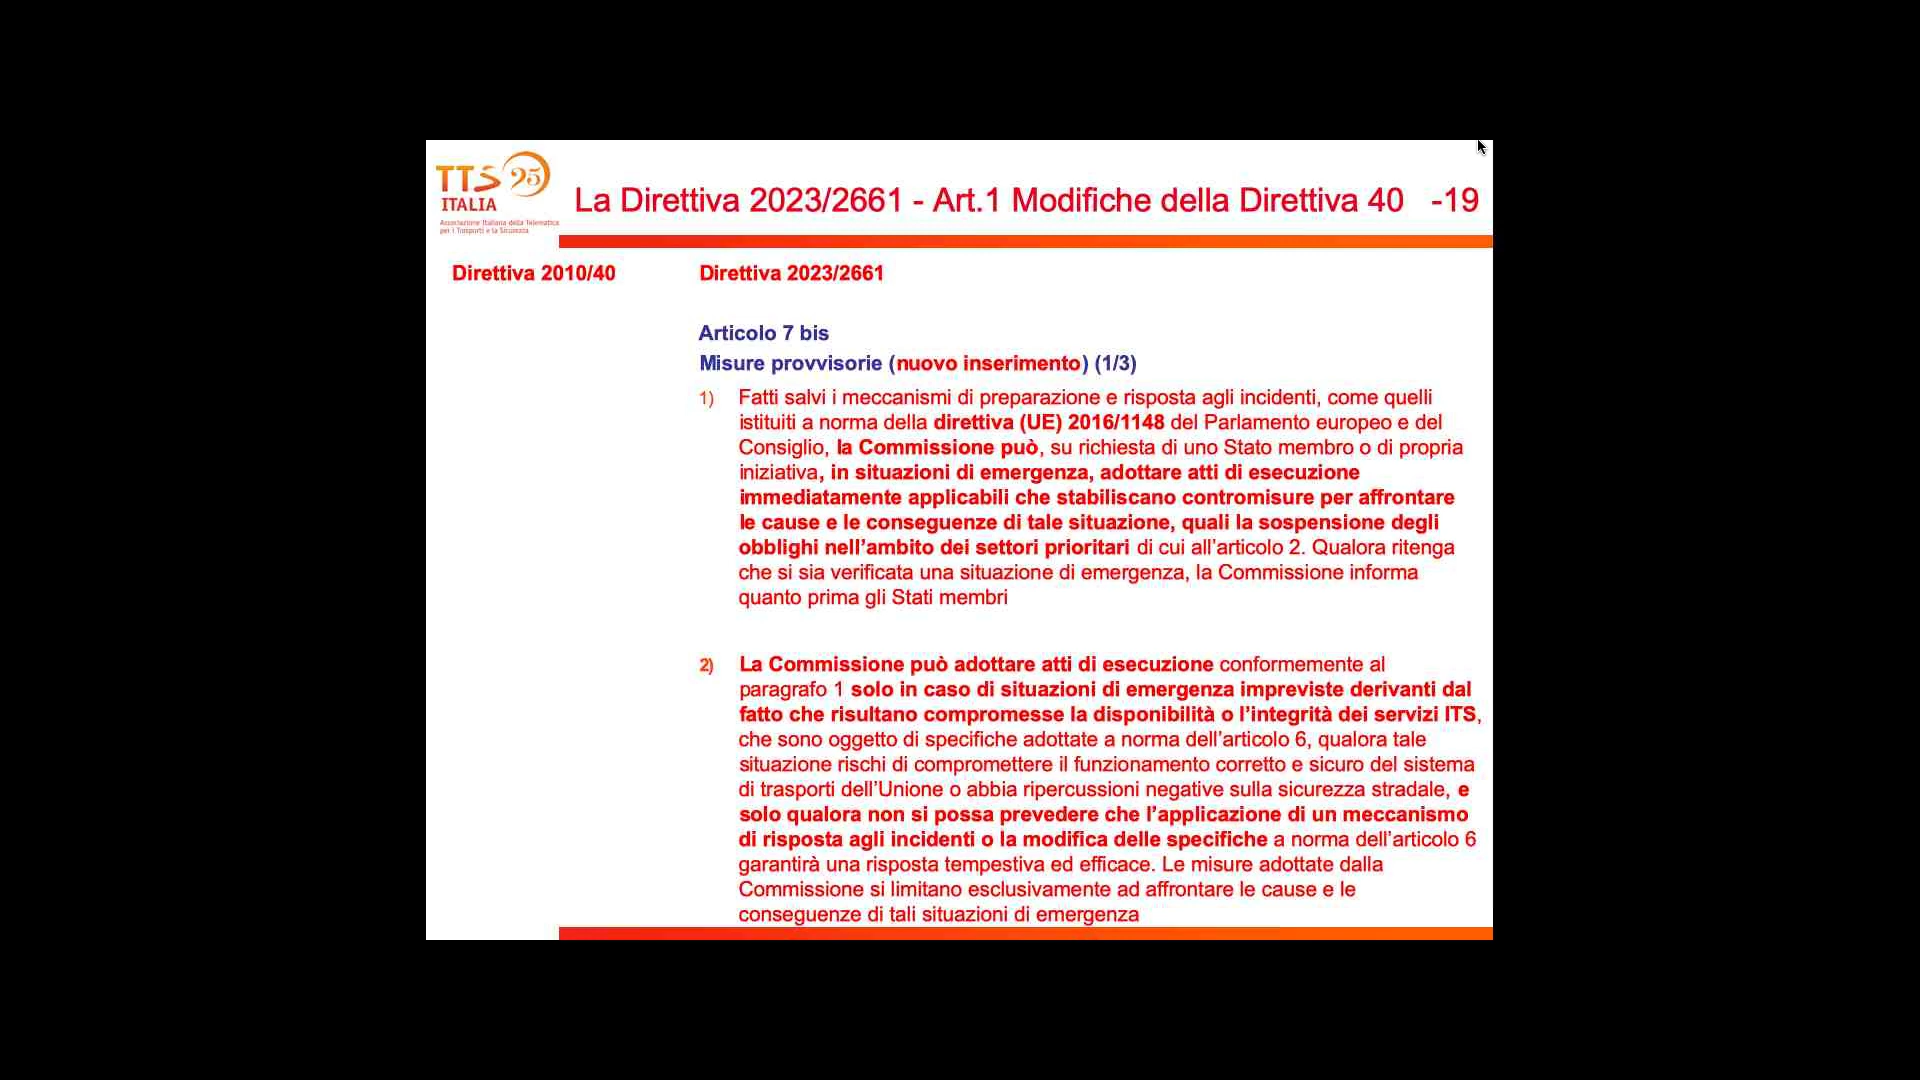 TTS 25
ITALIA
Associazione Italiana della Telematica
per i Trasporti e la Sicurezza
La Direttiva 2023/2661 - Art.1 Modifiche della Direttiva 40 -19
Direttiva 2010/40
Direttiva 2023/2661
Articolo 7 bis
Misure provvisorie (nuovo inserimento) (1/3)
1) Fatti salvi i meccanismi di preparazione e risposta agli incidenti, come quelli
istituiti a norma della direttiva (UE) 2016/1148 del Parlamento europeo e del
Consiglio, la Commissione può, su richiesta di uno Stato membro o di propria
iniziativa, in situazioni di emergenza, adottare atti di esecuzione
immediatamente applicabili che stabiliscano contromisure per affrontare
le cause e le conseguenze di tale situazione, quali la sospensione degli
obblighi nell’ambito dei settori prioritari di cui all’articolo 2. Qualora ritenga
che si sia verificata una situazione di emergenza, la Commissione informa
quanto prima gli Stati membri
2) La Commissione può adottare atti di esecuzione conformemente al
paragrafo 1 solo in caso di situazioni di emergenza impreviste derivanti dal
fatto che risultano compromesse la disponibilità o l’integrità dei servizi ITS,
che sono oggetto di specifiche adottate a norma dell’articolo 6, qualora tale
situazione rischi di compromettere il funzionamento corretto e sicuro del sistema
di trasporti dell’Unione o abbia ripercussioni negative sulla sicurezza stradale, e
solo qualora non si possa prevedere che l’applicazione di un meccanismo
di risposta agli incidenti o la modifica delle specifiche a norma dell’articolo 6
garantirà una risposta tempestiva ed efficace. Le misure adottate dalla
Commissione si limitano esclusivamente ad affrontare le cause e le
conseguenze di tali situazioni di emergenza